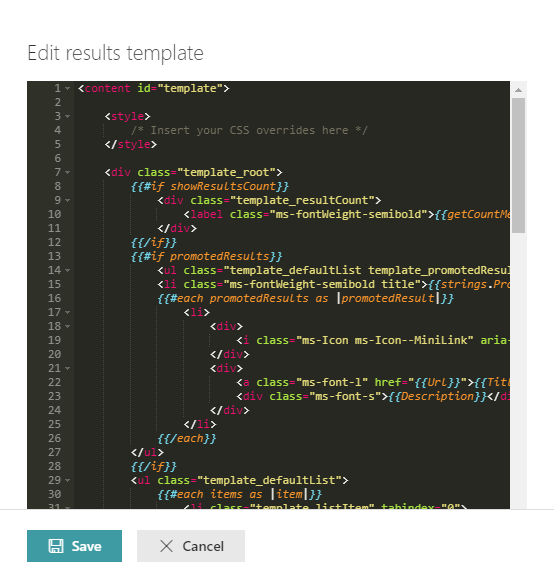 Edit results template
1 <content id="template">
2
3 <style>
4 /* Insert your CSS overrides here */
5 </style>
6
7 <div class="template_root">
8 {{#if showResultsCount}}
9 <div class="template_resultCount">
10 <label class="ms-fontWeight-semibold">{{getCountMe
11 </div>
12 {{/if}}
13 {{#if promotedResults}}
14 <ul class="template_defaultList template_promotedResul
15 <li class="ms-fontWeight-semibold title">{{strings.Pro
16 {{#each promotedResults as |promotedResult|}}
17 <li>
18 <div>
19 <i class="ms-Icon ms-Icon--MiniLink" aria-
20 </div>
21 <div>
22 <a class="ms-font-l" href="{{Url}}">{{Titl
23 <div class="ms-font-s">{{Description}}</di
24 </div>
25 </li>
26 {{/each}}
27 </ul>
28 {{/if}}
29 <ul class="template_defaultList">
30 {{#each items as |item|}}
31 <li class="template_listItem" tabindex="0">
Save
Cancel